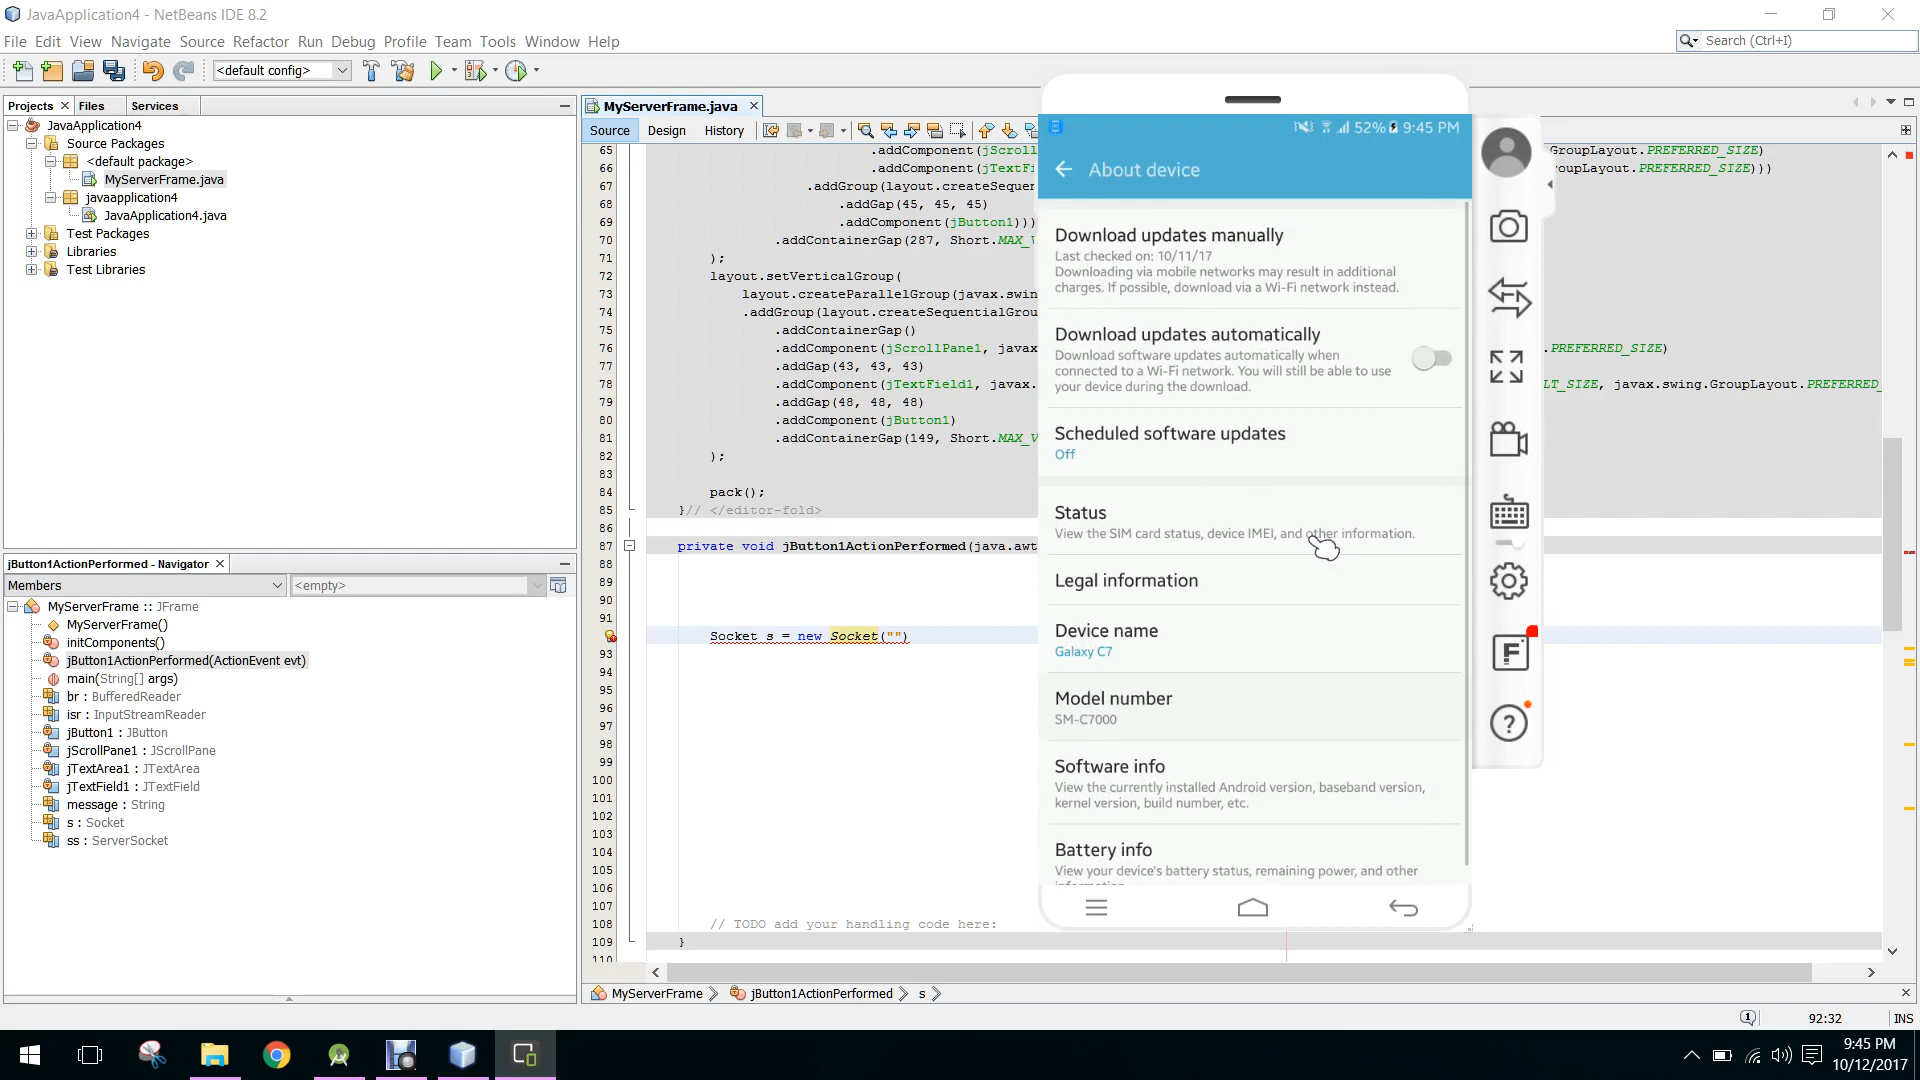 JavaApplication4 - NetBeans IDE 8.2
File Edit View Navigate Source Refactor Run Debug Profile Team Tools Window Help
Search (Ctrl+I)
<default config>
Projects Files Services
JavaApplication4
Source Packages
<default package>
MyServerFrame.java
javaapplication4
JavaApplication4.java
Test Packages
Libraries
Test Libraries
jButton1ActionPerformed - Navigator
Members <empty>
MyServerFrame :: JFrame
MyServerFrame()
initComponents()
jButton1ActionPerformed(ActionEvent evt)
main(String[] args)
br : BufferedReader
isr : InputStreamReader
jButton1 : JButton
jScrollPane1 : JScrollPane
jTextArea1 : JTextArea
jTextField1 : JTextField
message : String
s : Socket
ss : ServerSocket
MyServerFrame.java
Source Design History
65 .addComponent(jScroll GroupLayout.PREFERRED_SIZE)
66 .addComponent(jTextFi oupLayout.PREFERRED_SIZE)))
67 .addGroup(layout.createSequen
68 .addGap(45, 45, 45)
69 .addComponent(jButton1)))
70 .addContainerGap(287, Short.MAX_V
71 );
72 layout.setVerticalGroup(
73 layout.createParallelGroup(javax.swing
74 .addGroup(layout.createSequentialGrou
75 .addContainerGap()
76 .addComponent(jScrollPane1, javax .PREFERRED_SIZE)
77 .addGap(43, 43, 43)
78 .addComponent(jTextField1, javax. LT_SIZE, javax.swing.GroupLayout.PREFERRED_
79 .addGap(48, 48, 48)
80 .addComponent(jButton1)
81 .addContainerGap(149, Short.MAX_V
82 );
83
84 pack();
85 }// </editor-fold>
86
87 private void jButton1ActionPerformed(java.awt
88
89
90
91
Socket s = new Socket("")
93
94
95
96
97
98
99
100
101
102
103
104
105
106
107
108 // TODO add your handling code here:
109 }
110
MyServerFrame jButton1ActionPerformed s
92:32 INS
52% 9:45 PM
About device
Download updates manually
Last checked on: 10/11/17
Downloading via mobile networks may result in additional
charges. If possible, download via a Wi-Fi network instead.
Download updates automatically
Download software updates automatically when
connected to a Wi-Fi network. You will still be able to use
your device during the download.
Scheduled software updates
Off
Status
View the SIM card status, device IMEI, and other information.
Legal information
Device name
Galaxy C7
Model number
SM-C7000
Software info
View the currently installed Android version, baseband version,
kernel version, build number, etc.
Battery info
View your device's battery status, remaining power, and other
F
?
9:45 PM
10/12/2017